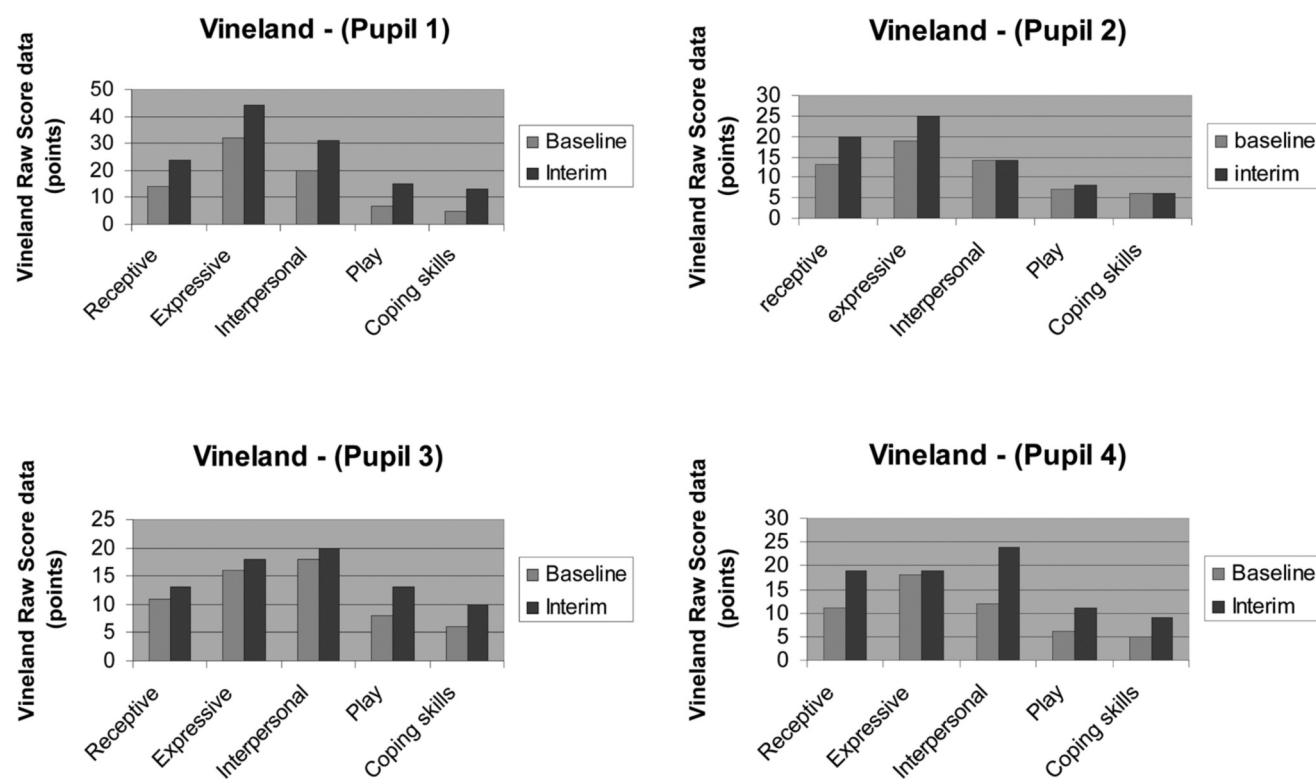 Vineland - (Pupil 1)
Vineland Raw Score data
(points)
50
40
30
20
10
0
Receptive
Expressive
Interpersonal
Play
Coping skills
Baseline
Interim
Vineland - (Pupil 2)
Vineland Raw Score data
(points)
30
25
20
15
10
5
0
receptive
expressive
Interpersonal
Play
Coping skills
baseline
interim
Vineland - (Pupil 3)
Vineland Raw Score data
(points)
25
20
15
10
5
0
Receptive
Expressive
Interpersonal
Play
Coping skills
Baseline
Interim
Vineland - (Pupil 4)
Vineland Raw Score data
(points)
30
25
20
15
10
5
0
Receptive
Expressive
Interpersonal
Play
Coping skills
Baseline
Interim